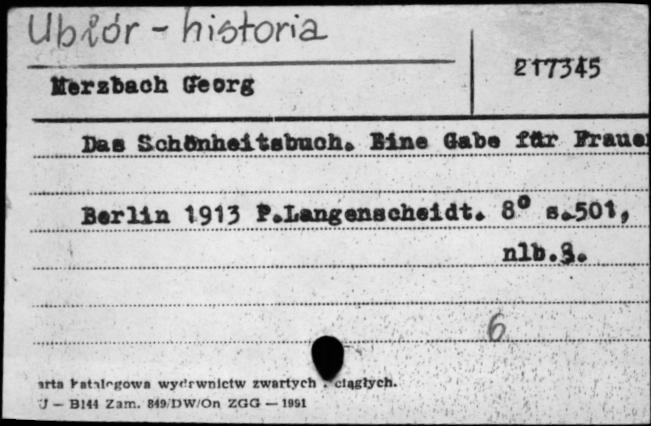 Ubiór - historia
217345
Merzbach Georg
Das Schönheitsbuch. Eine Gabe für Fraue
Berlin 1913 P.Langenscheidt. 8° s.501,
nlb.3.
6
arta katalogowa wydawnictw zwartych i ciągłych.
U — B144 Zam. 849/DW/On ZGG — 1991